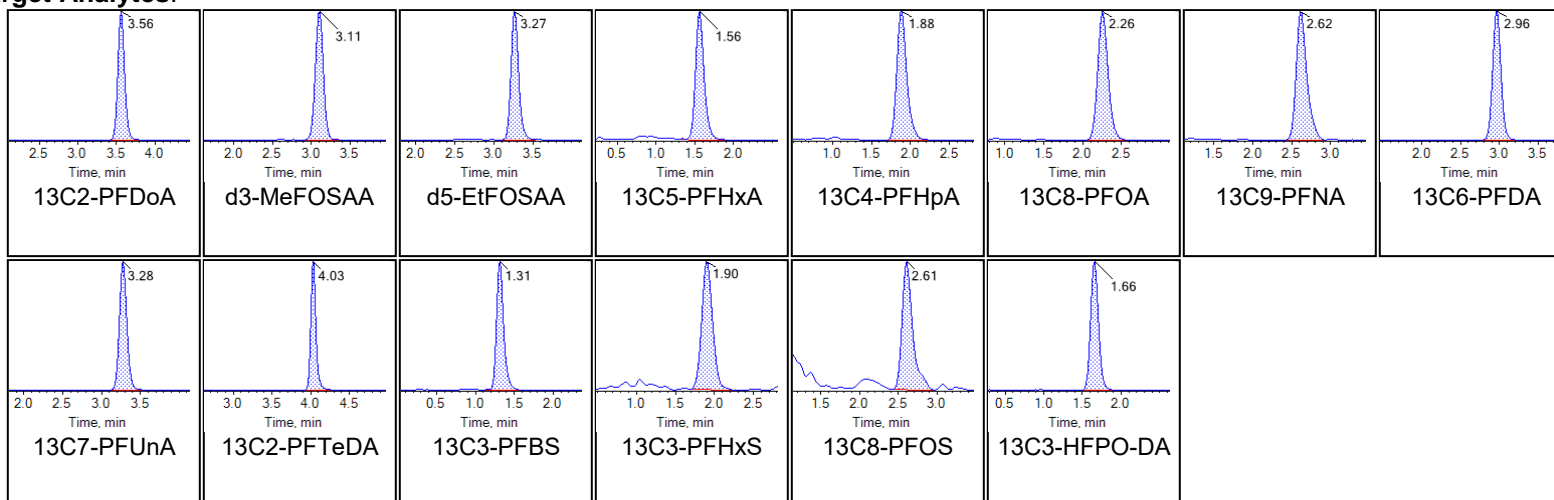 rget Analytes:
3.56
2.5 3.0 3.5 4.0
Time, min
13C2-PFDoA
3.11
2.0 2.5 3.0 3.5
Time, min
d3-MeFOSAA
3.27
2.0 2.5 3.0 3.5
Time, min
d5-EtFOSAA
1.56
0.5 1.0 1.5 2.0
Time, min
13C5-PFHxA
1.88
1.0 1.5 2.0 2.5
Time, min
13C4-PFHpA
2.26
1.0 1.5 2.0 2.5
Time, min
13C8-PFOA
2.62
1.5 2.0 2.5 3.0
Time, min
13C9-PFNA
2.96
2.0 2.5 3.0 3.5
Time, min
13C6-PFDA
3.28
2.0 2.5 3.0 3.5
Time, min
13C7-PFUnA
4.03
3.0 3.5 4.0 4.5
Time, min
13C2-PFTeDA
1.31
0.5 1.0 1.5 2.0
Time, min
13C3-PFBS
1.90
1.0 1.5 2.0 2.5
Time, min
13C3-PFHxS
2.61
1.5 2.0 2.5 3.0
Time, min
13C8-PFOS
1.66
0.5 1.0 1.5 2.0
Time, min
13C3-HFPO-DA